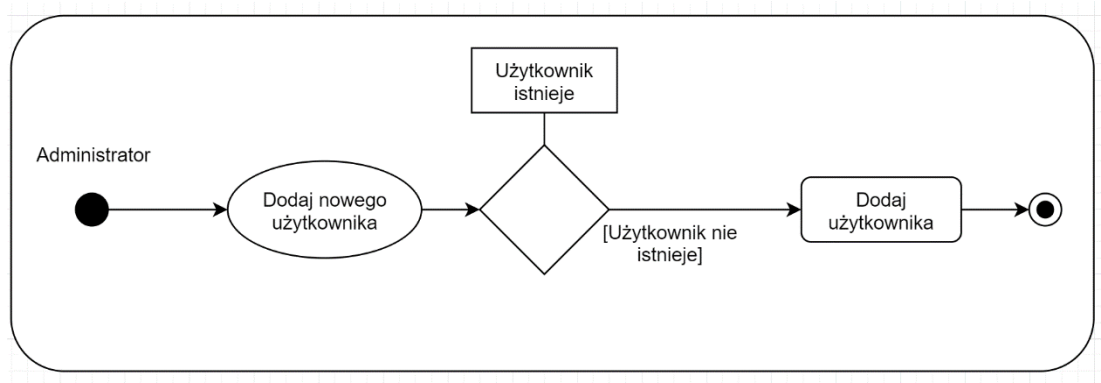 Użytkownik
istnieje
Administrator
Dodaj nowego
użytkownika
[Użytkownik nie
istnieje]
Dodaj
użytkownika